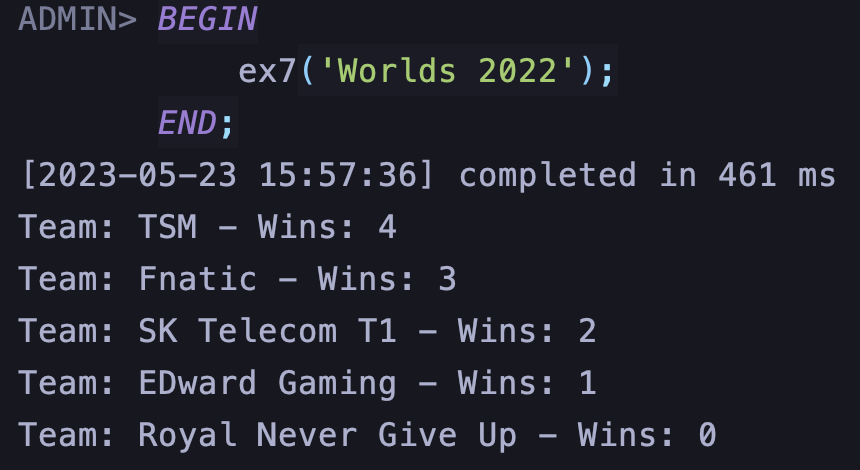 ADMIN> BEGIN
ex7('Worlds 2022');
END;
[2023-05-23 15:57:36] completed in 461 ms
Team: TSM - Wins: 4
Team: Fnatic - Wins: 3
Team: SK Telecom T1 - Wins: 2
Team: EDward Gaming - Wins: 1
Team: Royal Never Give Up - Wins: 0